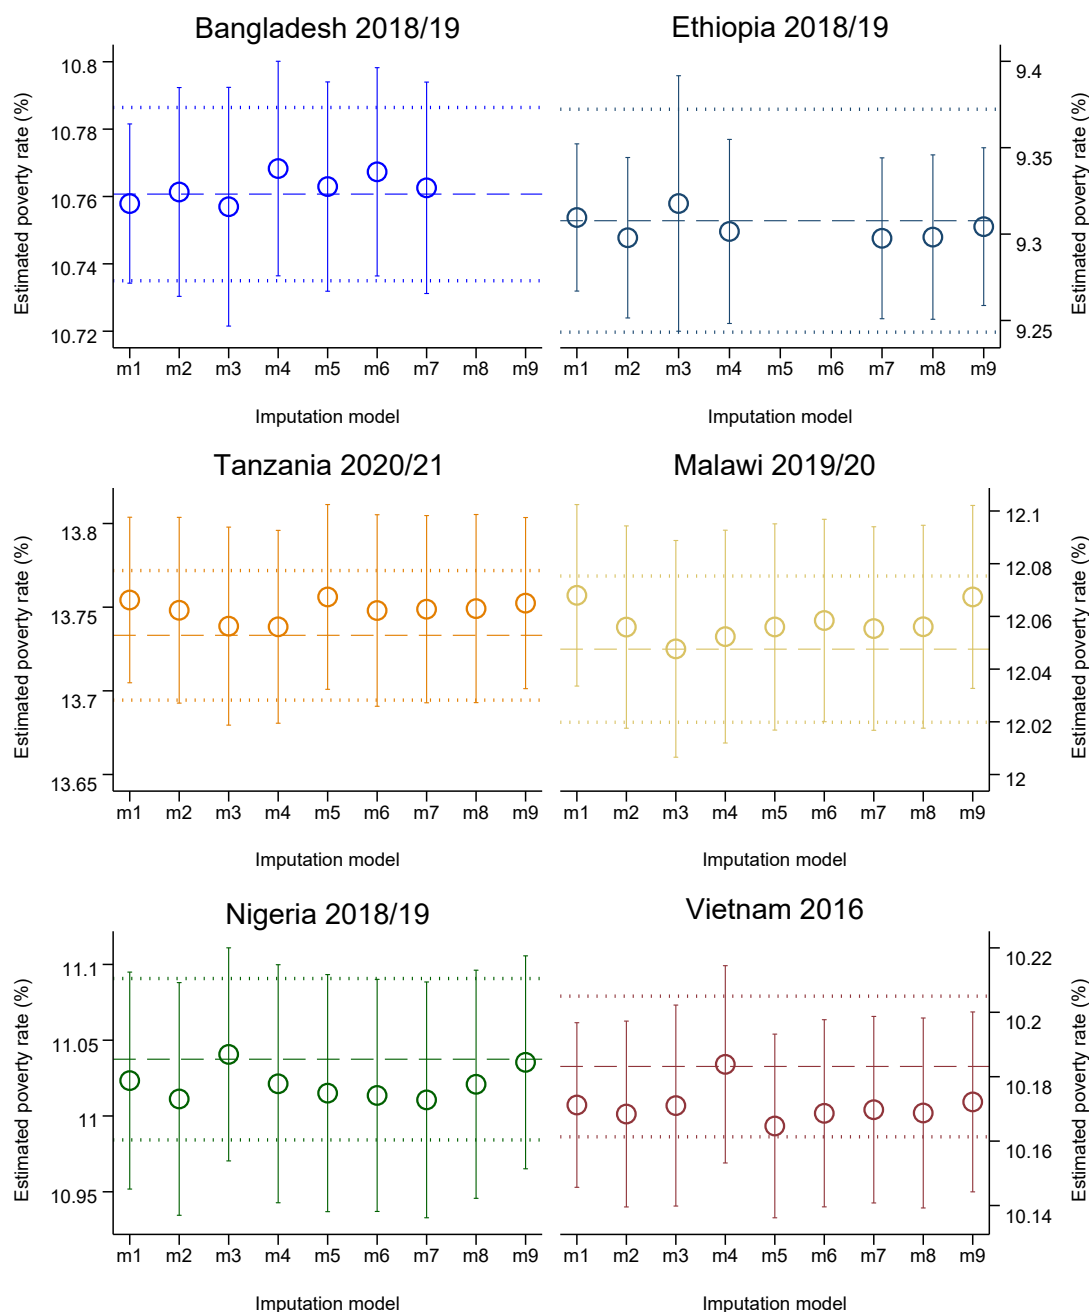 Bangladesh 2018/19
Estimated poverty rate (%)
10.8
10.78
10.76
10.74
10.72
m1 m2 m3 m4 m5 m6 m7 m8 m9
Imputation model
Ethiopia 2018/19
Estimated poverty rate (%)
9.4
9.35
9.3
9.25
m1 m2 m3 m4 m5 m6 m7 m8 m9
Imputation model
Tanzania 2020/21
Estimated poverty rate (%)
13.8
13.75
13.7
13.65
m1 m2 m3 m4 m5 m6 m7 m8 m9
Imputation model
Malawi 2019/20
Estimated poverty rate (%)
12.1
12.08
12.06
12.04
12.02
12
m1 m2 m3 m4 m5 m6 m7 m8 m9
Imputation model
Nigeria 2018/19
Estimated poverty rate (%)
11.1
11.05
11
10.95
m1 m2 m3 m4 m5 m6 m7 m8 m9
Imputation model
Vietnam 2016
Estimated poverty rate (%)
10.22
10.2
10.18
10.16
10.14
m1 m2 m3 m4 m5 m6 m7 m8 m9
Imputation model